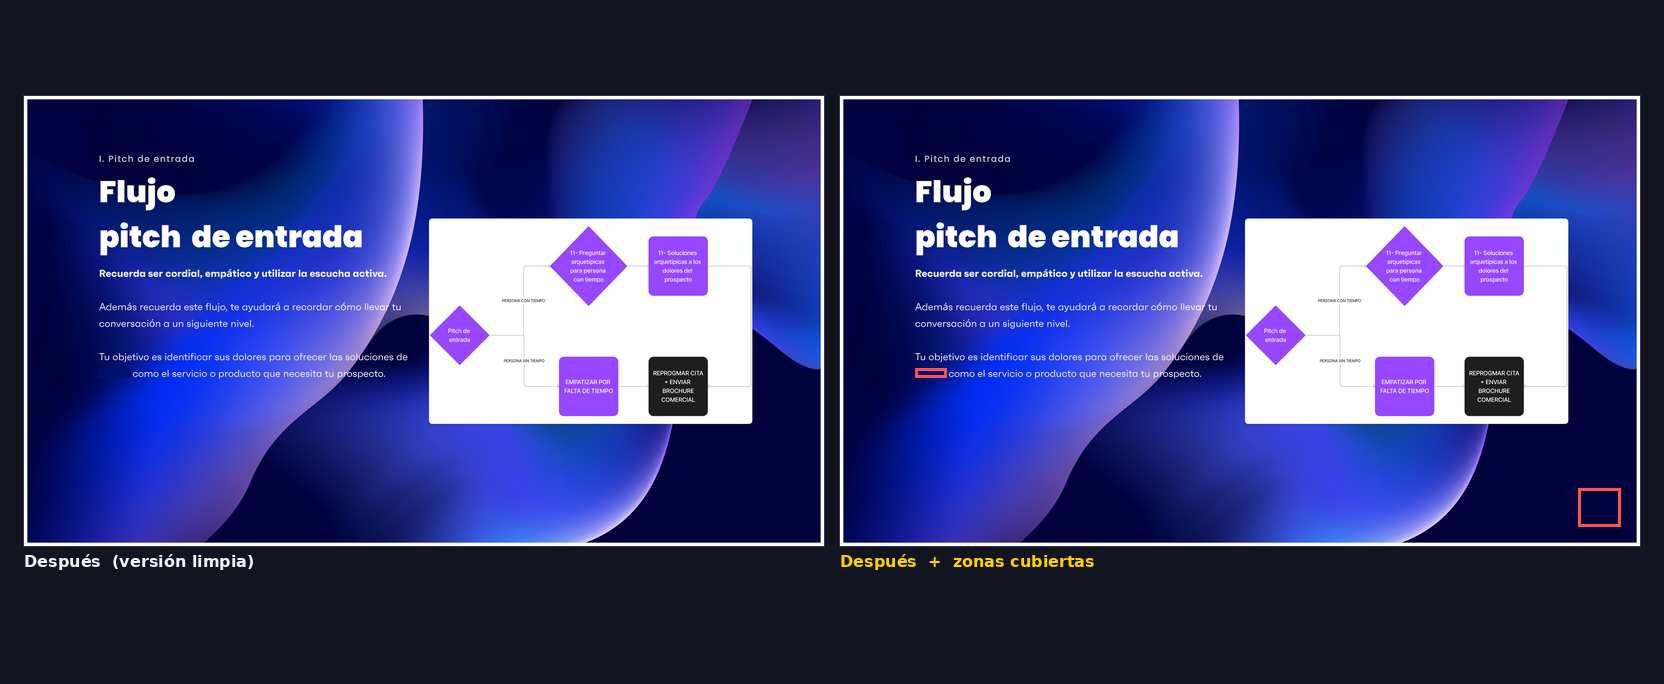 I. Pitch de entrada
Flujo
pitch de entrada
Recuerda ser cordial, empático y utilizar la escucha activa.
Además recuerda este flujo, te ayudará a recordar cómo llevar tu
conversación a un siguiente nivel.
Tu objetivo es identificar sus dolores para ofrecer las soluciones de
como el servicio o producto que necesita tu prospecto.
Pitch de
entrada
PERSONA CON TIEMPO
PERSONA SIN TIEMPO
11- Preguntar
arquetípicas
para persona
con tiempo
11- Soluciones
arquetípicas a los
dolores del
prospecto
EMPATIZAR POR
FALTA DE TIEMPO
REPROGMAR CITA
+ ENVIAR
BROCHURE
COMERCIAL
Después (versión limpia)
I. Pitch de entrada
Flujo
pitch de entrada
Recuerda ser cordial, empático y utilizar la escucha activa.
Además recuerda este flujo, te ayudará a recordar cómo llevar tu
conversación a un siguiente nivel.
Tu objetivo es identificar sus dolores para ofrecer las soluciones de
como el servicio o producto que necesita tu prospecto.
Pitch de
entrada
PERSONA CON TIEMPO
PERSONA SIN TIEMPO
11- Preguntar
arquetípicas
para persona
con tiempo
11- Soluciones
arquetípicas a los
dolores del
prospecto
EMPATIZAR POR
FALTA DE TIEMPO
REPROGMAR CITA
+ ENVIAR
BROCHURE
COMERCIAL
Después + zonas cubiertas